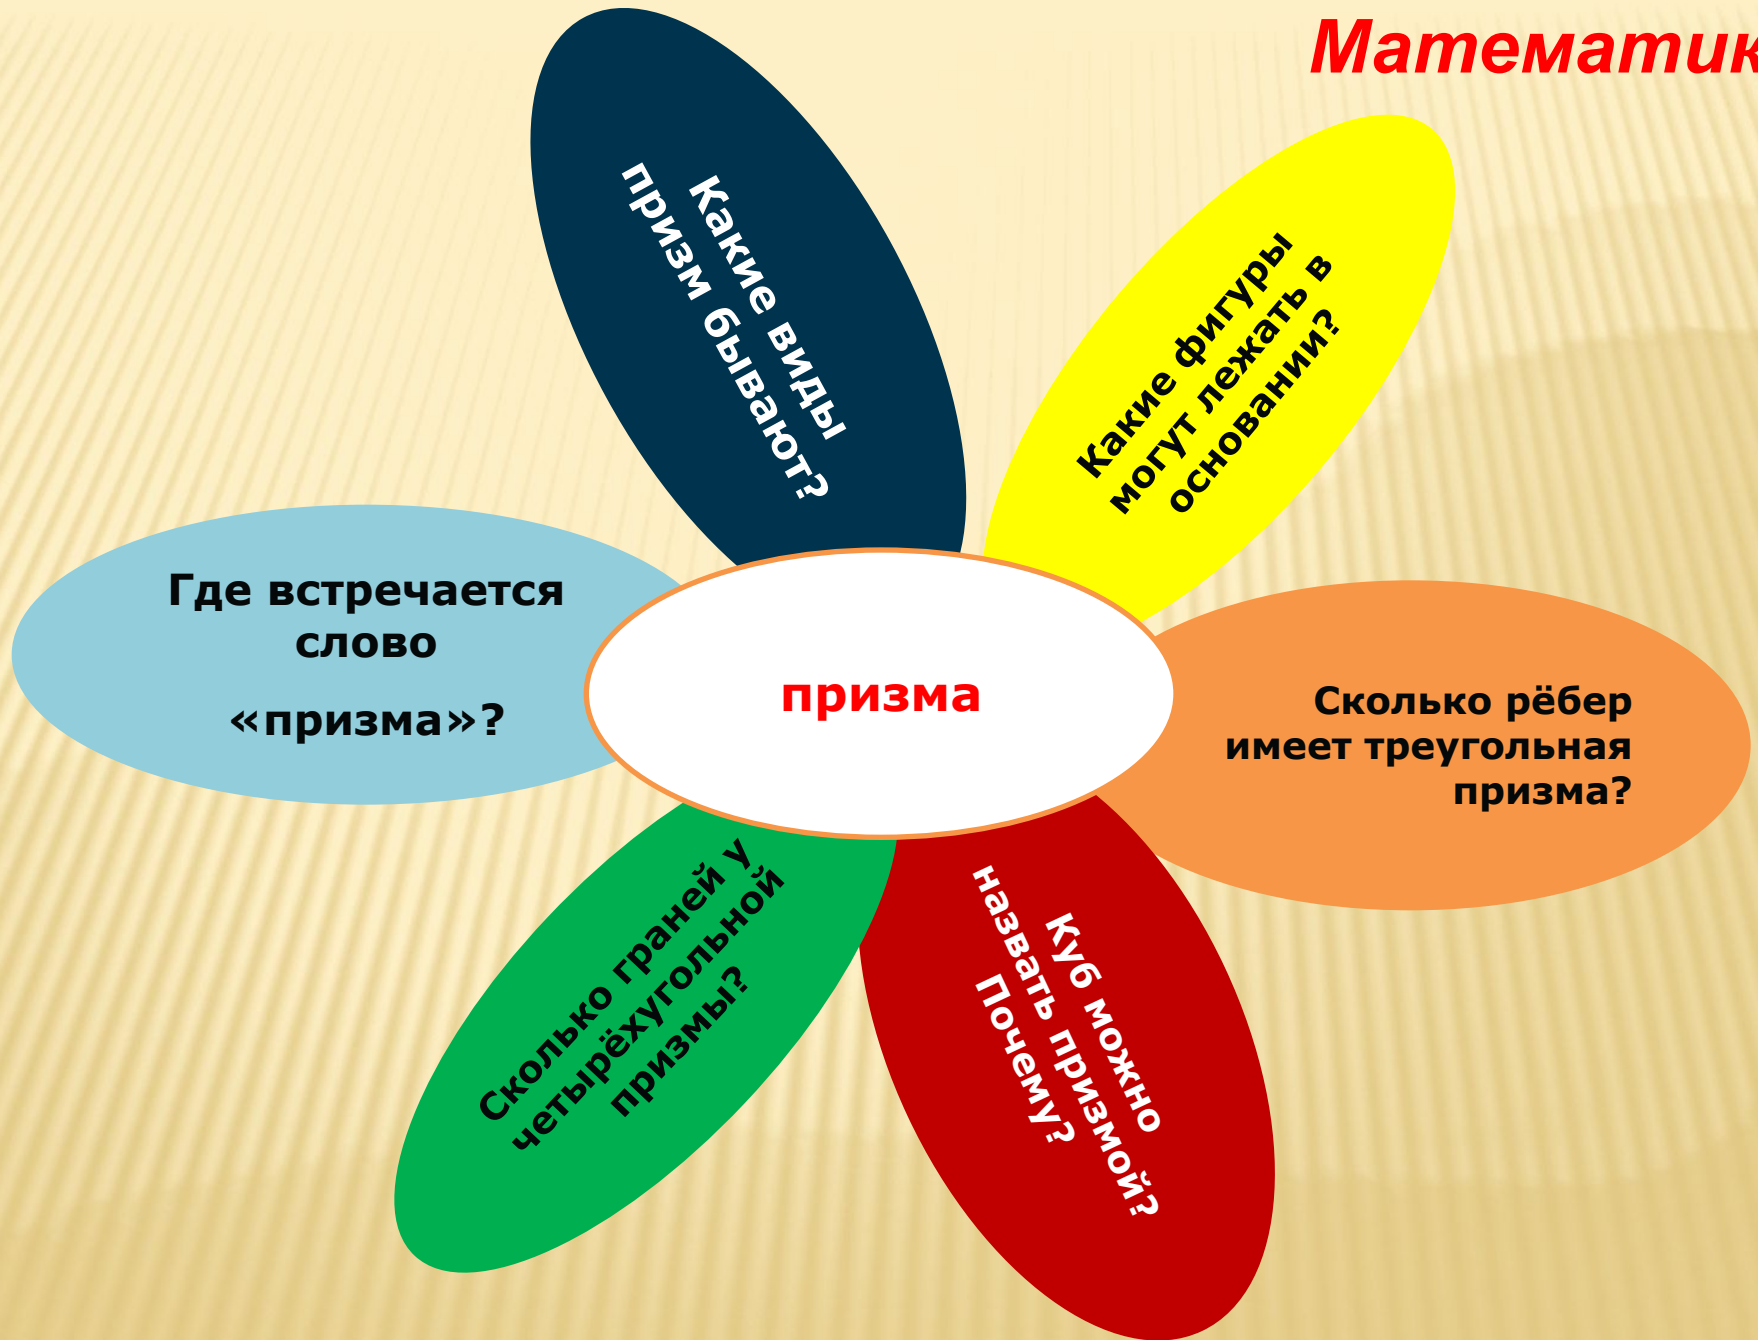 Математик
Какие виды
призм бывают?
Какие фигуры
могут лежать в
основании?
Где встречается
слово
«призма»?
призма
Сколько рёбер
имеет треугольная
призма?
Сколько граней у
четырёхугольной
призмы?
Куб можно
назвать призмой?
Почему?